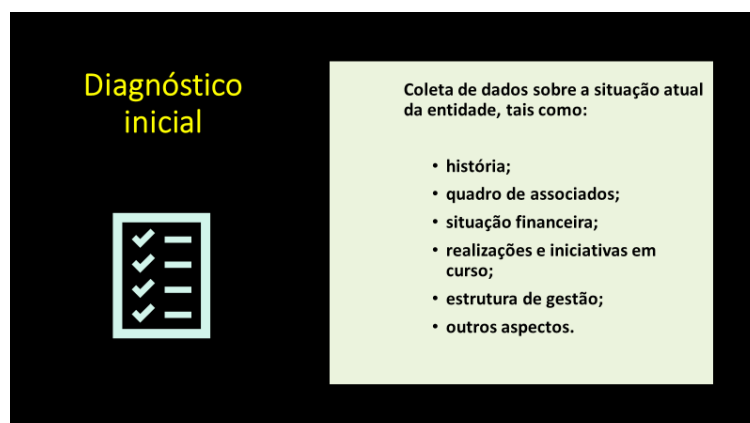 Diagnóstico
inicial
Coleta de dados sobre a situação atual
da entidade, tais como:
• história;
• quadro de associados;
• situação financeira;
• realizações e iniciativas em
curso;
• estrutura de gestão;
• outros aspectos.